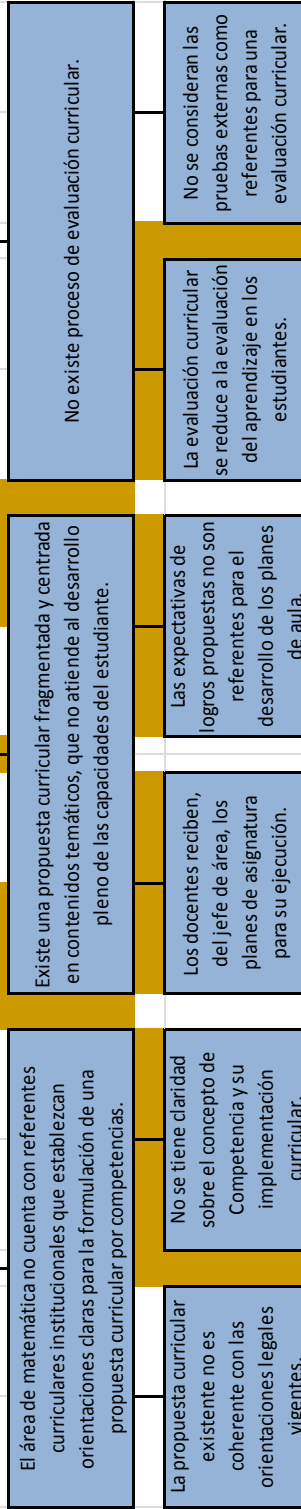 El área de matemática no cuenta con referentes
curriculares institucionales que establezcan
orientaciones claras para la formulación de una
propuesta curricular por competencias.
Existe una propuesta curricular fragmentada y centrada
en contenidos temáticos, que no atiende al desarrollo
pleno de las capacidades del estudiante.
No existe proceso de evaluación curricular.
La propuesta curricular
existente no es
coherente con las
orientaciones legales
vigentes.
No se tiene claridad
sobre el concepto de
Competencia y su
implementación
curricular.
Los docentes reciben,
del jefe de área, los
planes de asignatura
para su ejecución.
Las expectativas de
logros propuestas no son
referentes para el
desarrollo de los planes
de aula.
La evaluación curricular
se reduce a la evaluación
del aprendizaje en los
estudiantes.
No se consideran las
pruebas externas como
referentes para una
evaluación curricular.